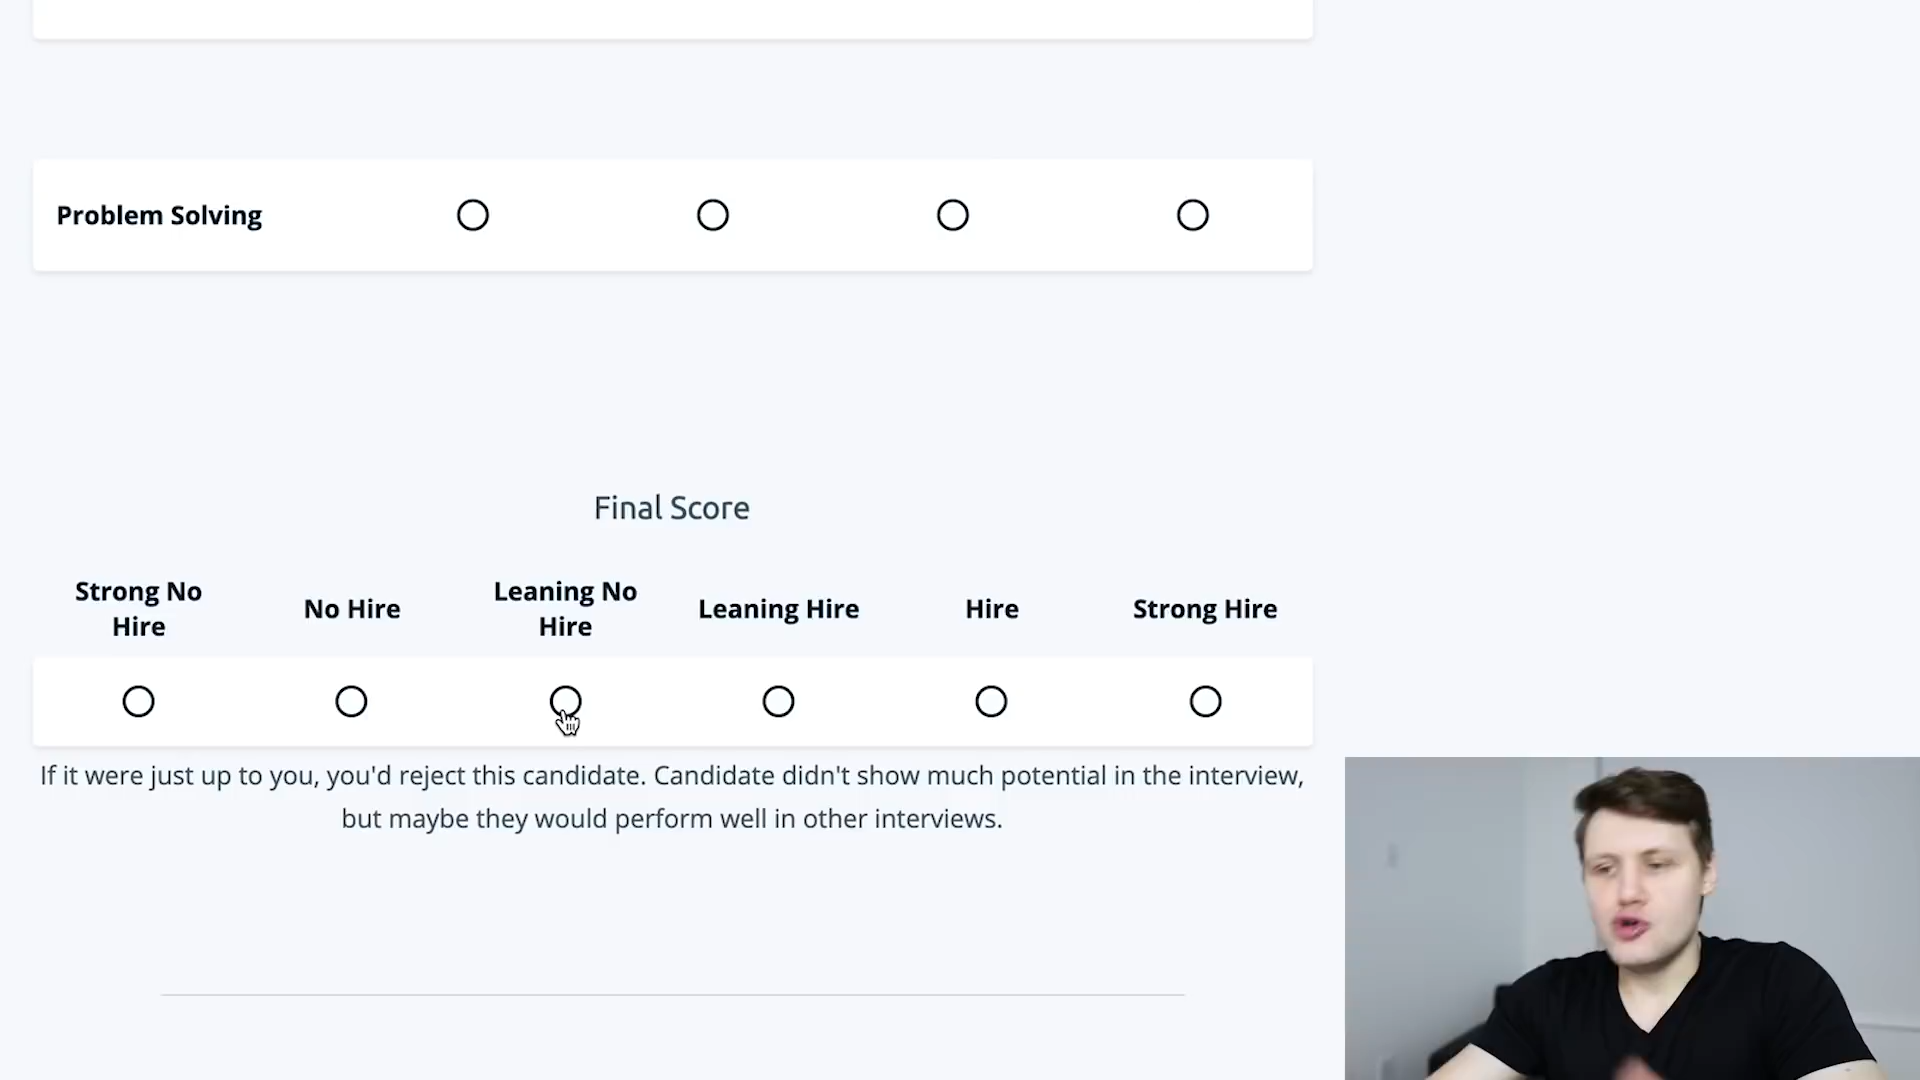 Problem Solving
Final Score
Strong No
Hire
No Hire
Leaning No
Hire
Leaning Hire
Hire
Strong Hire
If it were just up to you, you'd reject this candidate. Candidate didn't show much potential in the interview,
but maybe they would perform well in other interviews.